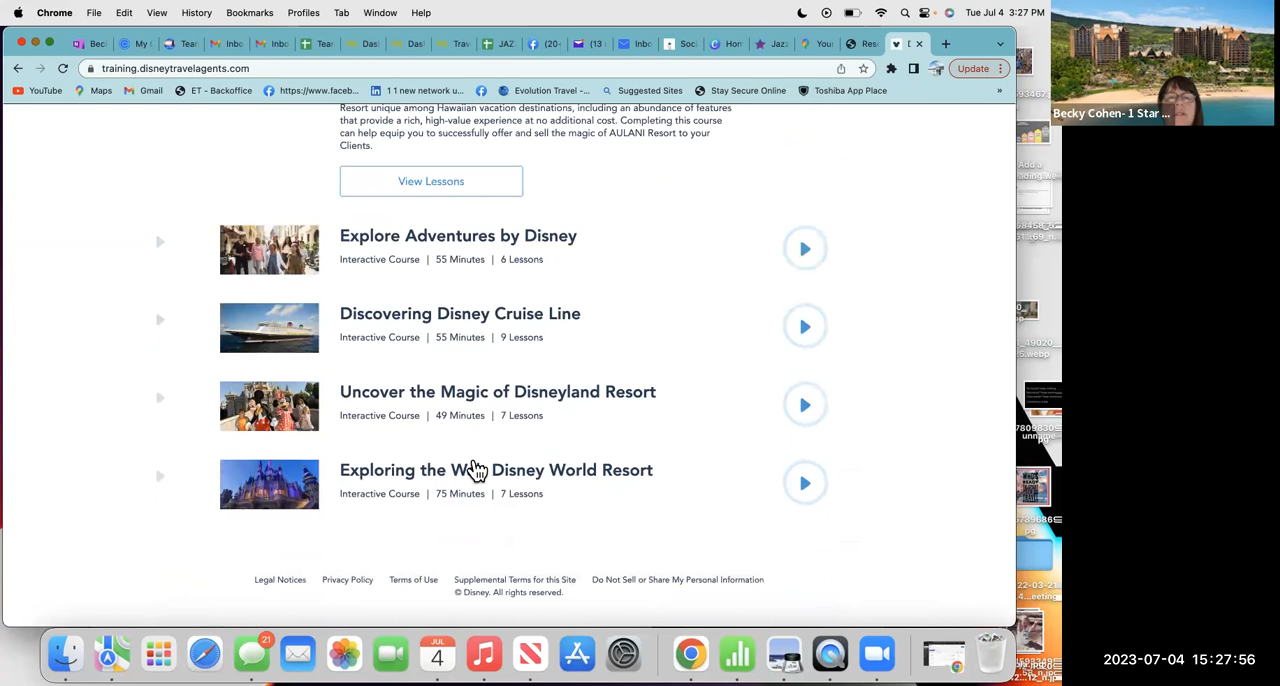 Chrome File Edit View History Bookmarks Profiles Tab Window Help
Tue Jul 4 3:27 PM
Becky Cohen- 1 Star ...
training.disneytravelagents.com
Update
YouTube Maps Gmail ET - Backoffice https://www.faceb... 1 1 new network u... Evolution Travel -... Suggested Sites Stay Secure Online Toshiba App Place »
Resort unique among Hawaiian vacation destinations, including an abundance of features
that provide a rich, high-value experience at no additional cost. Completing this course
can help equip you to successfully offer and sell the magic of AULANI Resort to your
Clients.
View Lessons
Explore Adventures by Disney
Interactive Course | 55 Minutes | 6 Lessons
Discovering Disney Cruise Line
Interactive Course | 55 Minutes | 9 Lessons
Uncover the Magic of Disneyland Resort
Interactive Course | 49 Minutes | 7 Lessons
Exploring the W Disney World Resort
Interactive Course | 75 Minutes | 7 Lessons
Legal Notices Privacy Policy Terms of Use Supplemental Terms for this Site Do Not Sell or Share My Personal Information
© Disney. All rights reserved.
21
JUL
4
2023-07-04 15:27:56